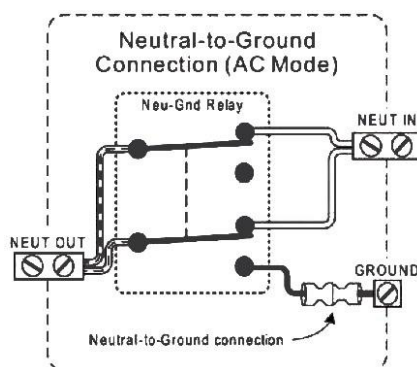 Neutral-to-Ground
Connection (AC Mode)
Neu-Gnd Relay
NEUT IN
NEUT OUT
GROUND
Neutral-to-Ground connection